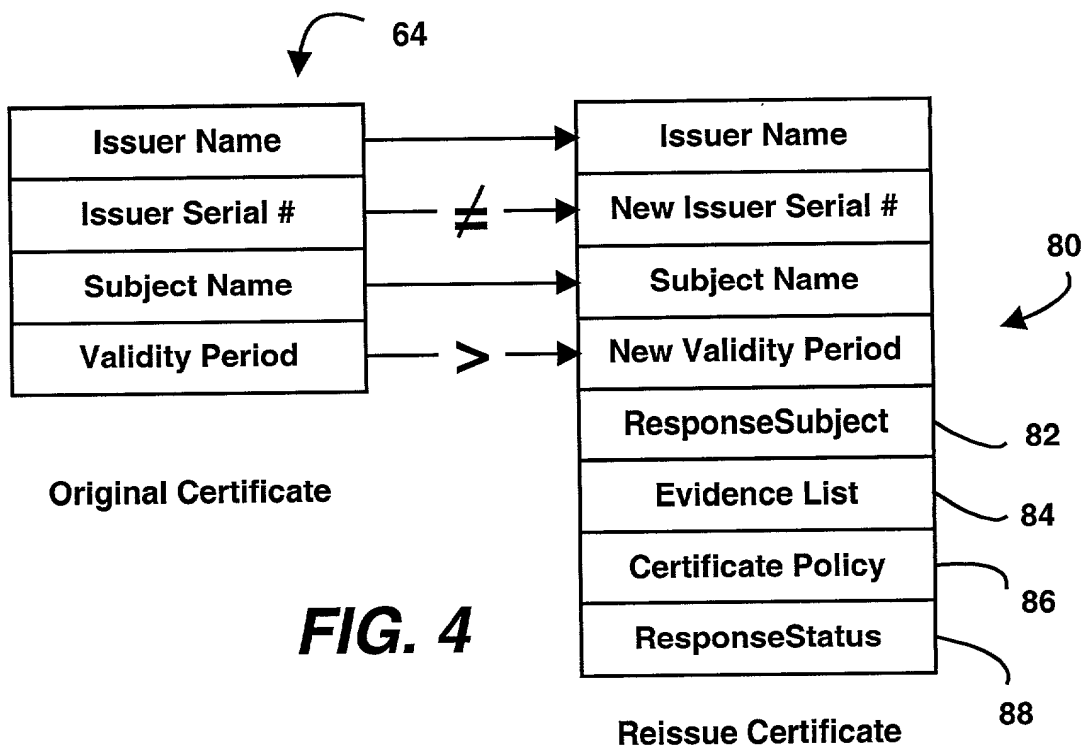 64
Issuer Name
Issuer Serial #
Subject Name
Validity Period
≠
>
Original Certificate
Issuer Name
New Issuer Serial #
Subject Name
New Validity Period
ResponseSubject
Evidence List
Certificate Policy
ResponseStatus
80
82
84
86
88
Reissue Certificate
FIG. 4